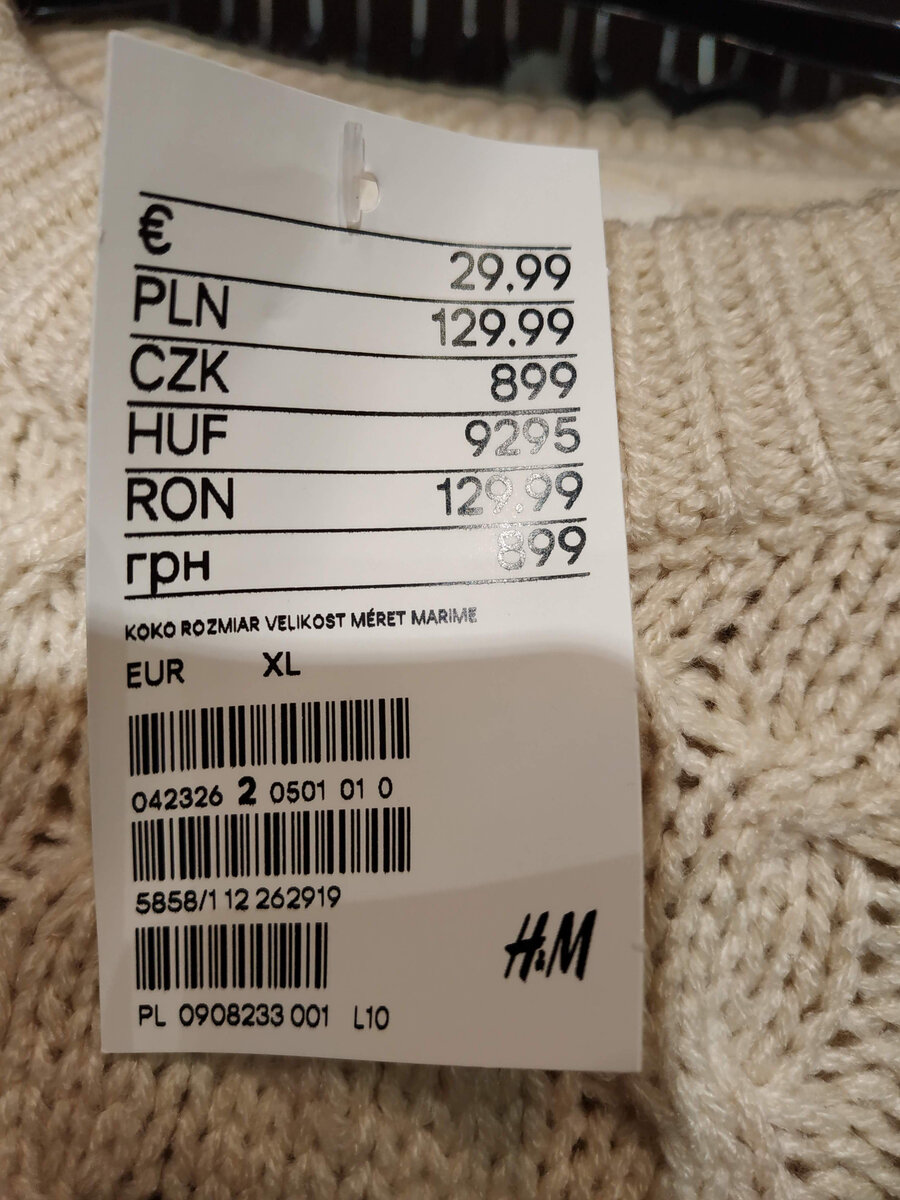 € 29.99
PLN 129.99
CZK 899
HUF 9295
RON 129.99
грн 899
KOKO ROZMIAR VELIKOST MÉRET MARIME
EUR XL
042326 2 0501 01 0
5858/1 12 262919
H&M
PL 0908233 001 L10